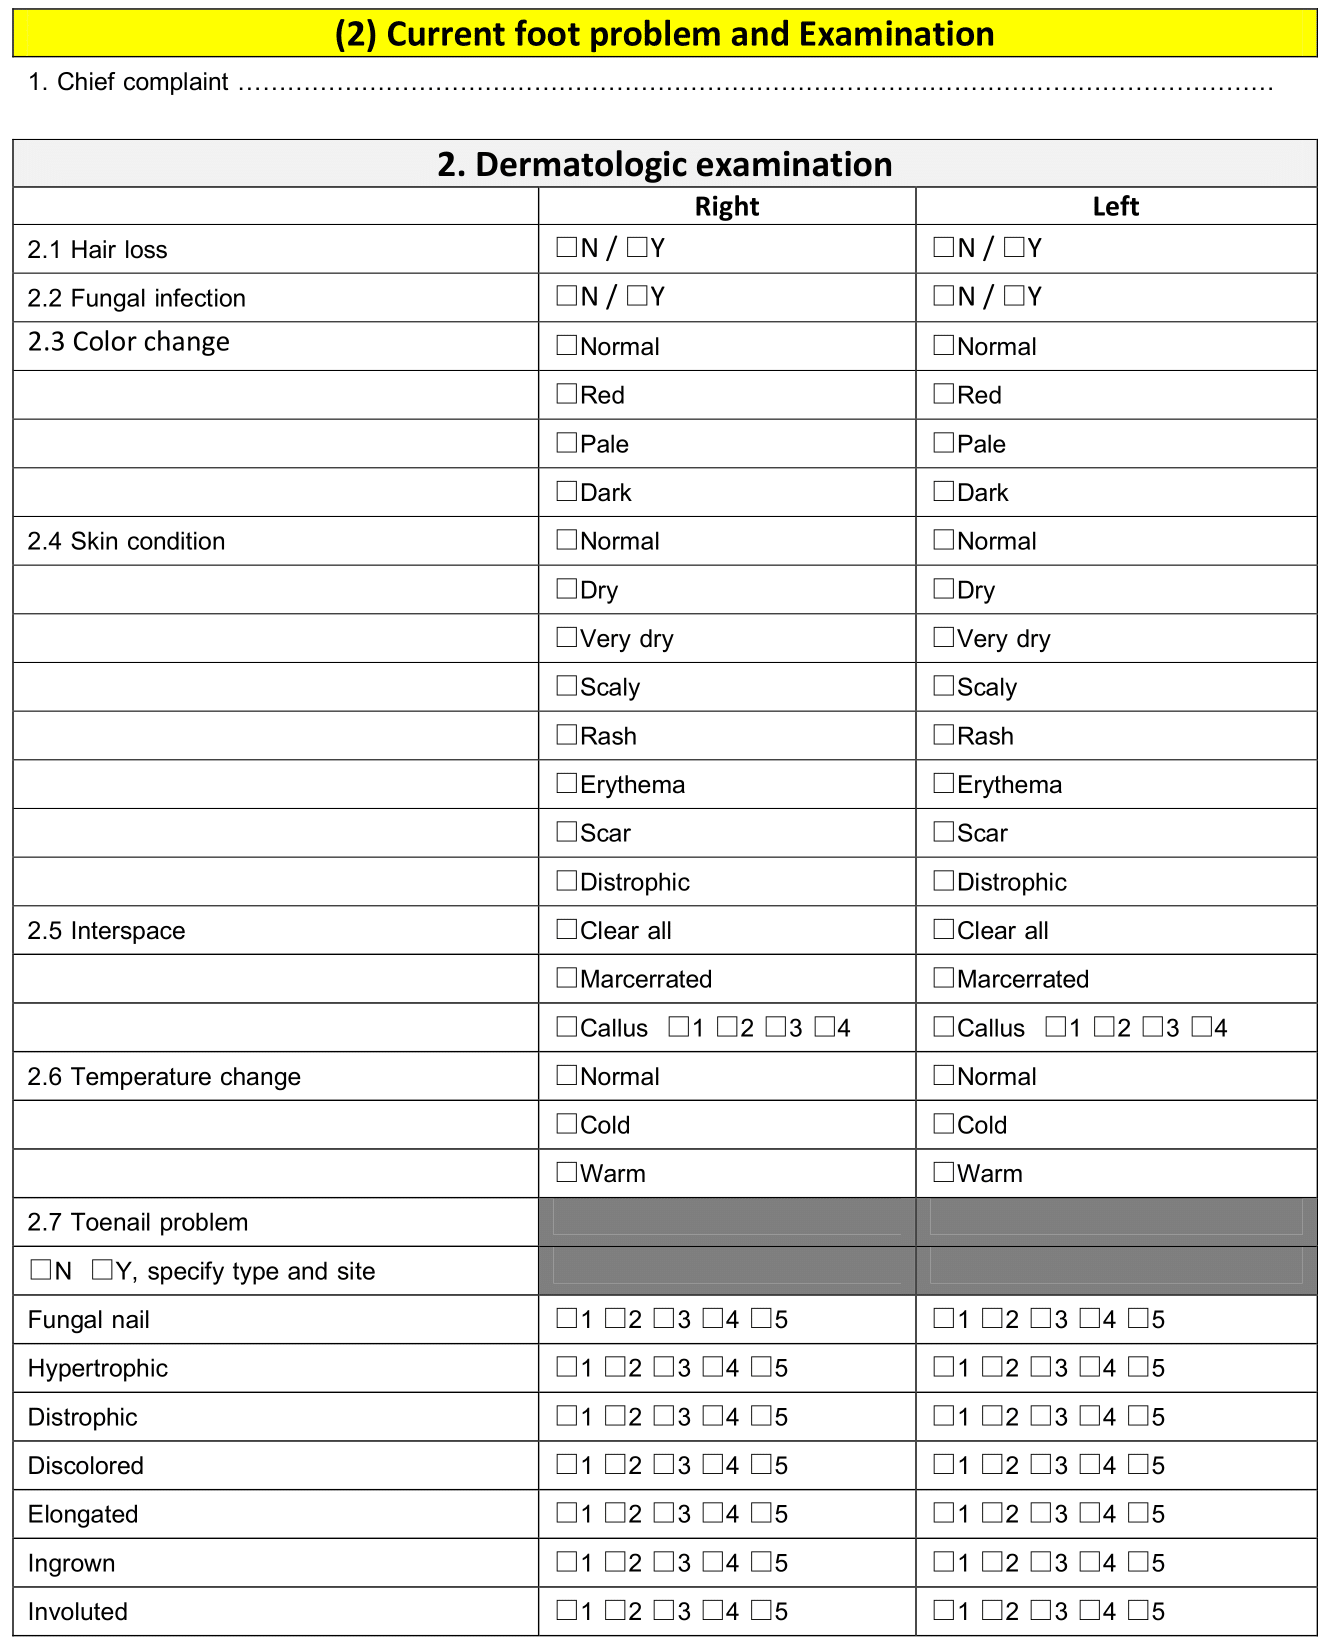 (2) Current foot problem and Examination
1. Chief complaint ........................................................................................................
2. Dermatologic examination
Right Left
2.1 Hair loss ☐N / ☐Y ☐N / ☐Y
2.2 Fungal infection ☐N / ☐Y ☐N / ☐Y
2.3 Color change ☐Normal ☐Normal
☐Red ☐Red
☐Pale ☐Pale
☐Dark ☐Dark
2.4 Skin condition ☐Normal ☐Normal
☐Dry ☐Dry
☐Very dry ☐Very dry
☐Scaly ☐Scaly
☐Rash ☐Rash
☐Erythema ☐Erythema
☐Scar ☐Scar
☐Distrophic ☐Distrophic
2.5 Interspace ☐Clear all ☐Clear all
☐Marcerrated ☐Marcerrated
☐Callus ☐1 ☐2 ☐3 ☐4 ☐Callus ☐1 ☐2 ☐3 ☐4
2.6 Temperature change ☐Normal ☐Normal
☐Cold ☐Cold
☐Warm ☐Warm
2.7 Toenail problem
☐N ☐Y, specify type and site
Fungal nail ☐1 ☐2 ☐3 ☐4 ☐5 ☐1 ☐2 ☐3 ☐4 ☐5
Hypertrophic ☐1 ☐2 ☐3 ☐4 ☐5 ☐1 ☐2 ☐3 ☐4 ☐5
Distrophic ☐1 ☐2 ☐3 ☐4 ☐5 ☐1 ☐2 ☐3 ☐4 ☐5
Discolored ☐1 ☐2 ☐3 ☐4 ☐5 ☐1 ☐2 ☐3 ☐4 ☐5
Elongated ☐1 ☐2 ☐3 ☐4 ☐5 ☐1 ☐2 ☐3 ☐4 ☐5
Ingrown ☐1 ☐2 ☐3 ☐4 ☐5 ☐1 ☐2 ☐3 ☐4 ☐5
Involuted ☐1 ☐2 ☐3 ☐4 ☐5 ☐1 ☐2 ☐3 ☐4 ☐5